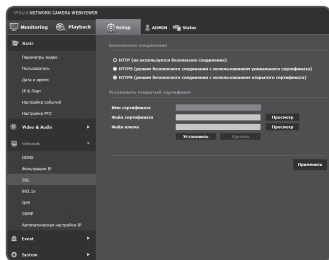 iPOLiS NETWORK CAMERA WEBVIEWER
Monitoring
Playback
Setup
ADMIN
Status
Basic
Параметры видео
Пользователь
Дата и время
IP & Порт
Настройка событий
Настройка PTZ
Video & Audio
Network
DDNS
Фильтрация IP
SSL
802.1x
QoS
SNMP
Автоматическая настройка IP
Event
System
Безопасное соединение
HTTP (не используется безопасное соединение)
HTTPS (режим безопасного соединения с использованием уникального сертификата)
HTTPS (режим безопасного соединения с использованием открытого сертификата)
Установить открытый сертификат
Имя сертификата
Файл сертификата
Просмотр
Файл ключа
Просмотр
Установить
Удалить
Применить